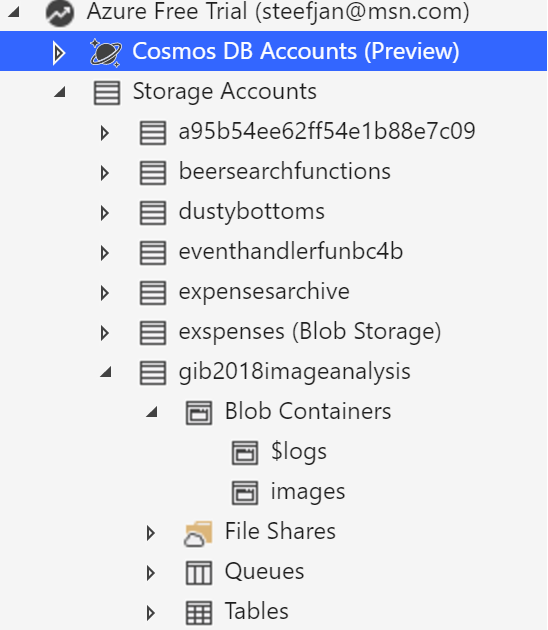 Azure Free Trial (steefjan@msn.com)
Cosmos DB Accounts (Preview)
Storage Accounts
a95b54ee62ff54e1b88e7c09
beersearchfunctions
dustybottoms
eventhandlerfunbc4b
expensesarchive
exspenses (Blob Storage)
gib2018imageanalysis
Blob Containers
$logs
images
File Shares
Queues
Tables